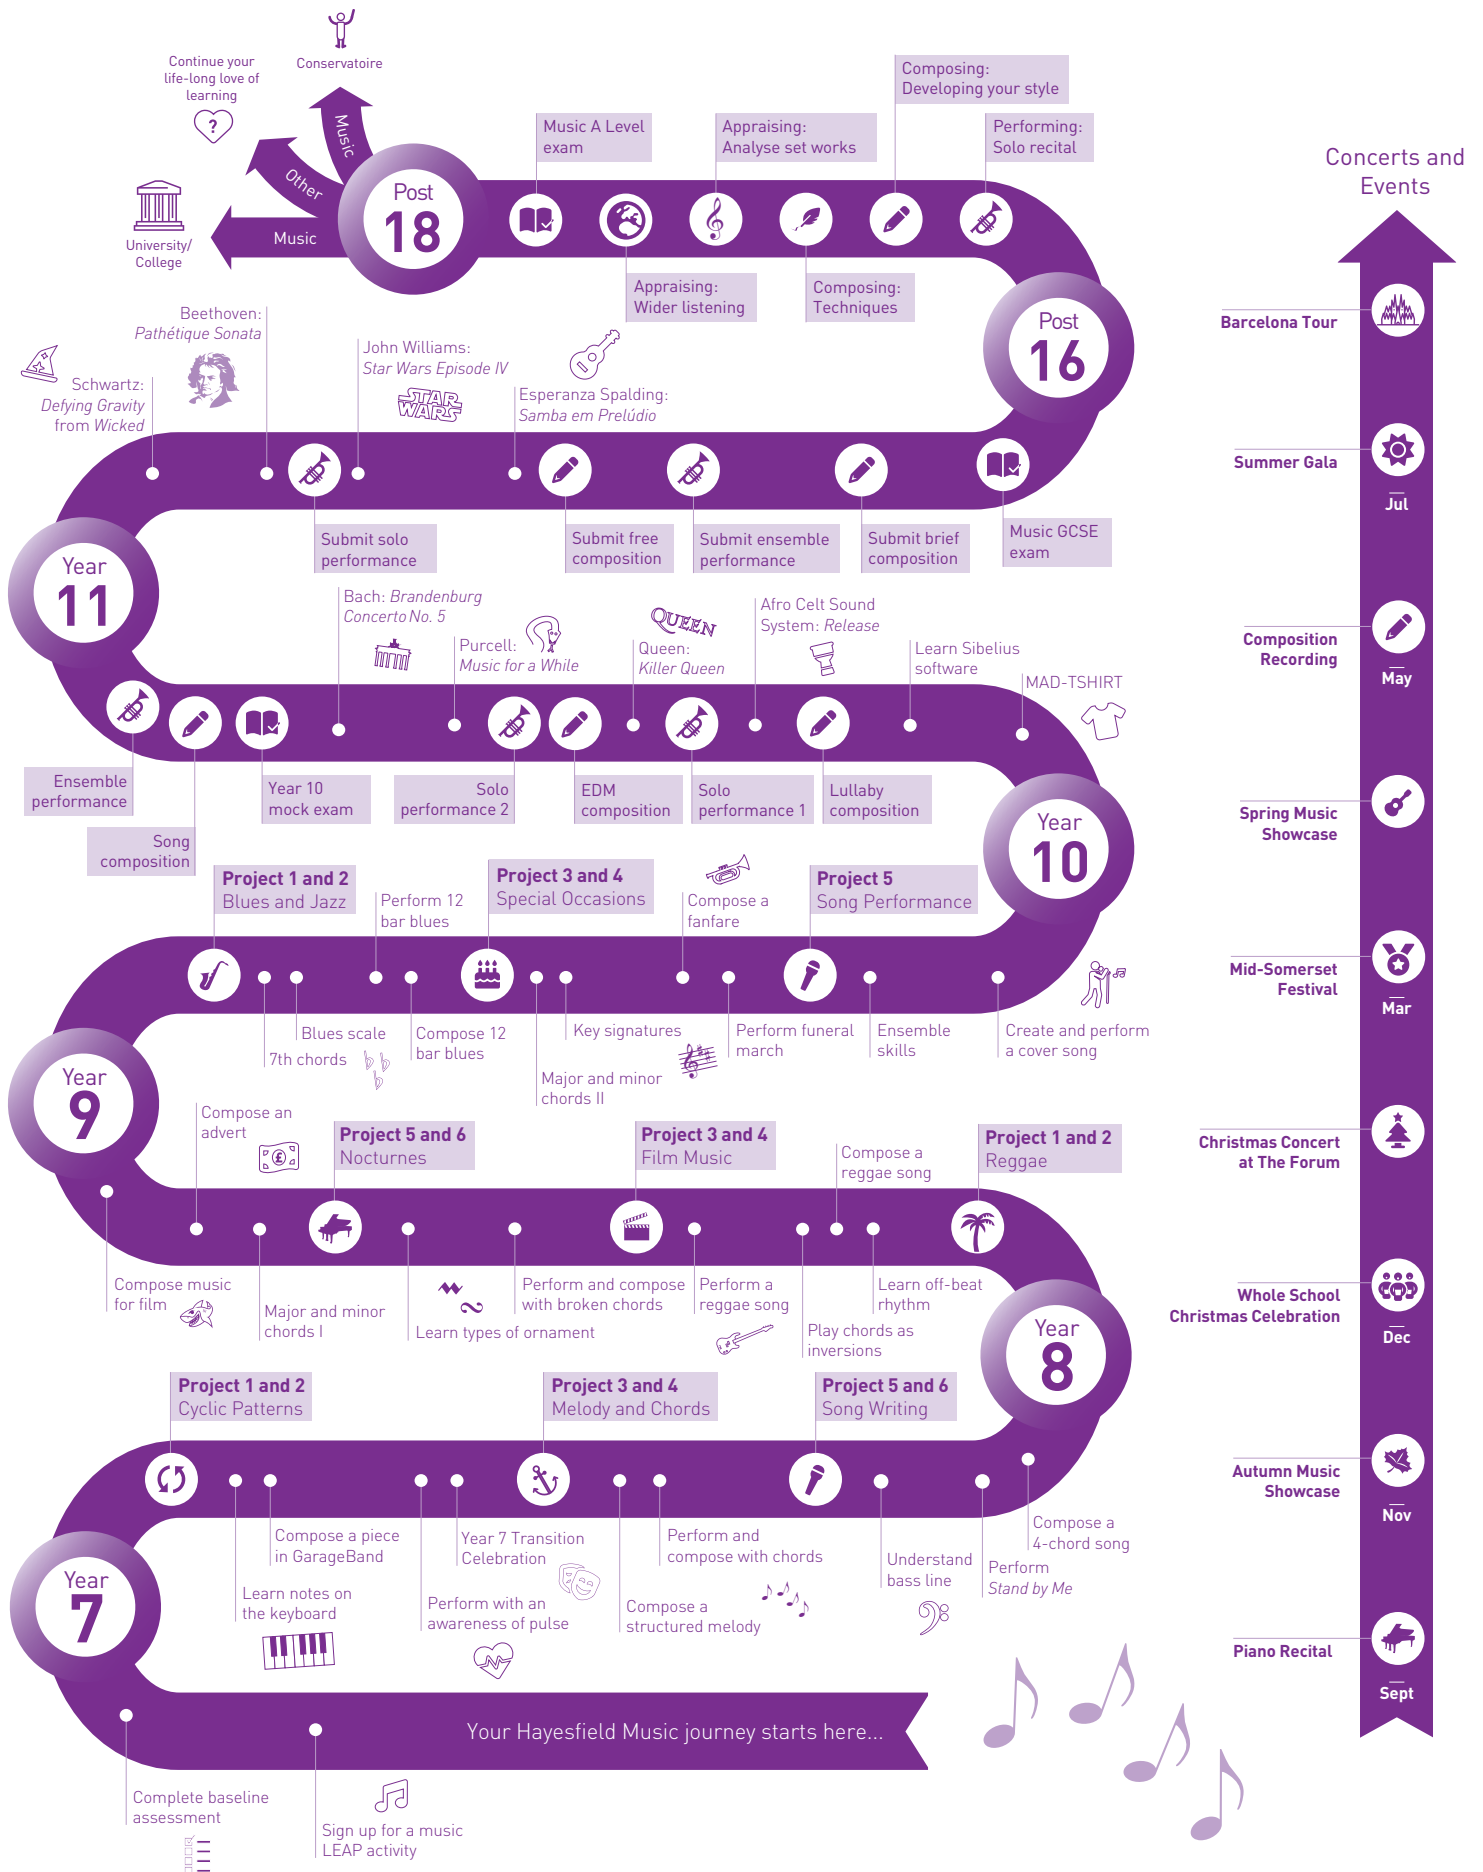 Continue your
life-long love of
learning
?
Conservatoire
Music
Other
Music
University/
College
Post
18
Music A Level
exam
Appraising:
Wider listening
Appraising:
Analyse set works
Composing:
Techniques
Composing:
Developing your style
Performing:
Solo recital
Post
16
Schwartz:
Defying Gravity
from Wicked
Beethoven:
Pathétique Sonata
John Williams:
Star Wars Episode IV
STAR
WARS
Esperanza Spalding:
Samba em Prelúdio
Submit solo
performance
Submit free
composition
Submit ensemble
performance
Submit brief
composition
Music GCSE
exam
Year
11
Bach: Brandenburg
Concerto No. 5
Purcell:
Music for a While
QUEEN
Queen:
Killer Queen
Afro Celt Sound
System: Release
Learn Sibelius
software
MAD-TSHIRT
Ensemble
performance
Song
composition
Year 10
mock exam
Solo
performance 2
EDM
composition
Solo
performance 1
Lullaby
composition
Year
10
Project 1 and 2
Blues and Jazz
Perform 12
bar blues
Project 3 and 4
Special Occasions
Compose a
fanfare
Project 5
Song Performance
7th chords
Blues scale
Compose 12
bar blues
Major and minor
chords II
Key signatures
Perform funeral
march
Ensemble
skills
Create and perform
a cover song
Year
9
Compose an
advert
£
Project 5 and 6
Nocturnes
Project 3 and 4
Film Music
Compose a
reggae song
Project 1 and 2
Reggae
Compose music
for film
Major and minor
chords I
Learn types of ornament
Perform and compose
with broken chords
Perform a
reggae song
Play chords as
inversions
Learn off-beat
rhythm
Year
8
Project 1 and 2
Cyclic Patterns
Project 3 and 4
Melody and Chords
Project 5 and 6
Song Writing
Learn notes on
the keyboard
Compose a piece
in GarageBand
Perform with an
awareness of pulse
Year 7 Transition
Celebration
Compose a
structured melody
Perform and
compose with chords
Understand
bass line
Perform
Stand by Me
Compose a
4-chord song
Year
7
Your Hayesfield Music journey starts here...
Complete baseline
assessment
Sign up for a music
LEAP activity
Concerts and
Events
Barcelona Tour
Summer Gala
Jul
Composition
Recording
May
Spring Music
Showcase
Mid-Somerset
Festival
Mar
Christmas Concert
at The Forum
Whole School
Christmas Celebration
Dec
Autumn Music
Showcase
Nov
Piano Recital
Sept